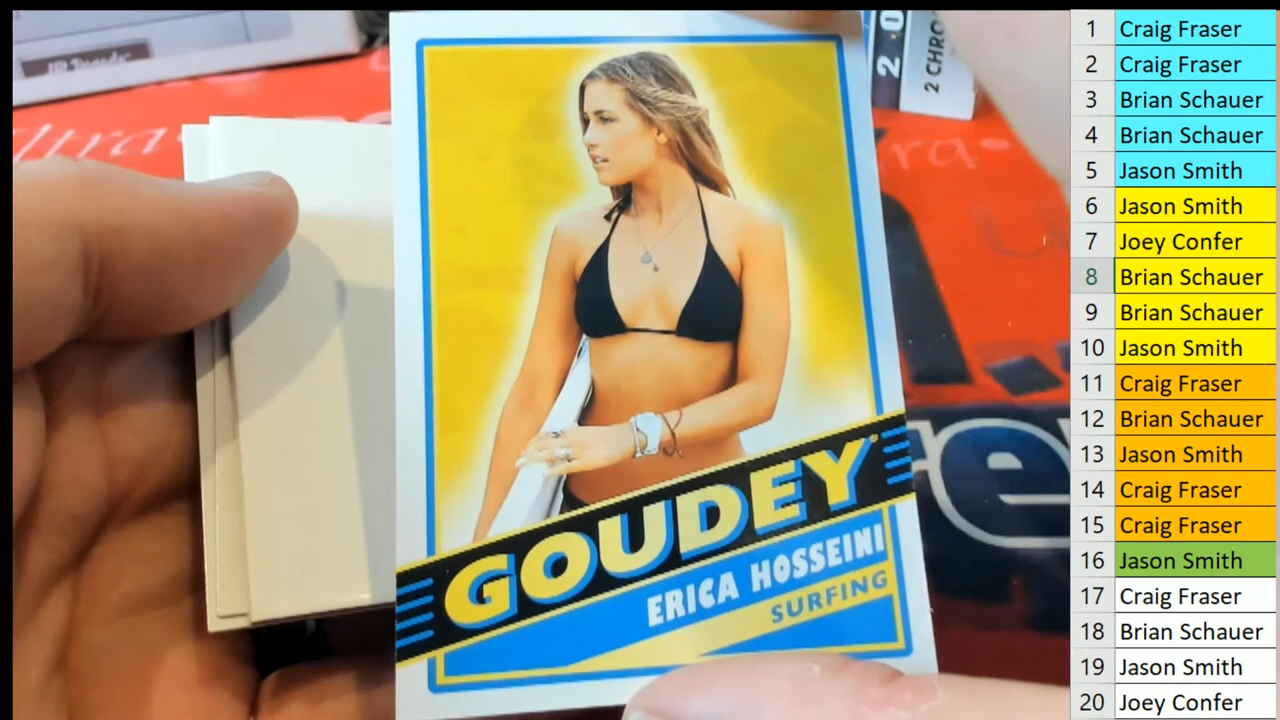 2 0
2 CHRO
GOUDEY
ERICA HOSSEINI
SURFING
1 Craig Fraser
2 Craig Fraser
3 Brian Schauer
4 Brian Schauer
5 Jason Smith
6 Jason Smith
7 Joey Confer
8 Brian Schauer
9 Brian Schauer
10 Jason Smith
11 Craig Fraser
12 Brian Schauer
13 Jason Smith
14 Craig Fraser
15 Craig Fraser
16 Jason Smith
17 Craig Fraser
18 Brian Schauer
19 Jason Smith
20 Joey Confer